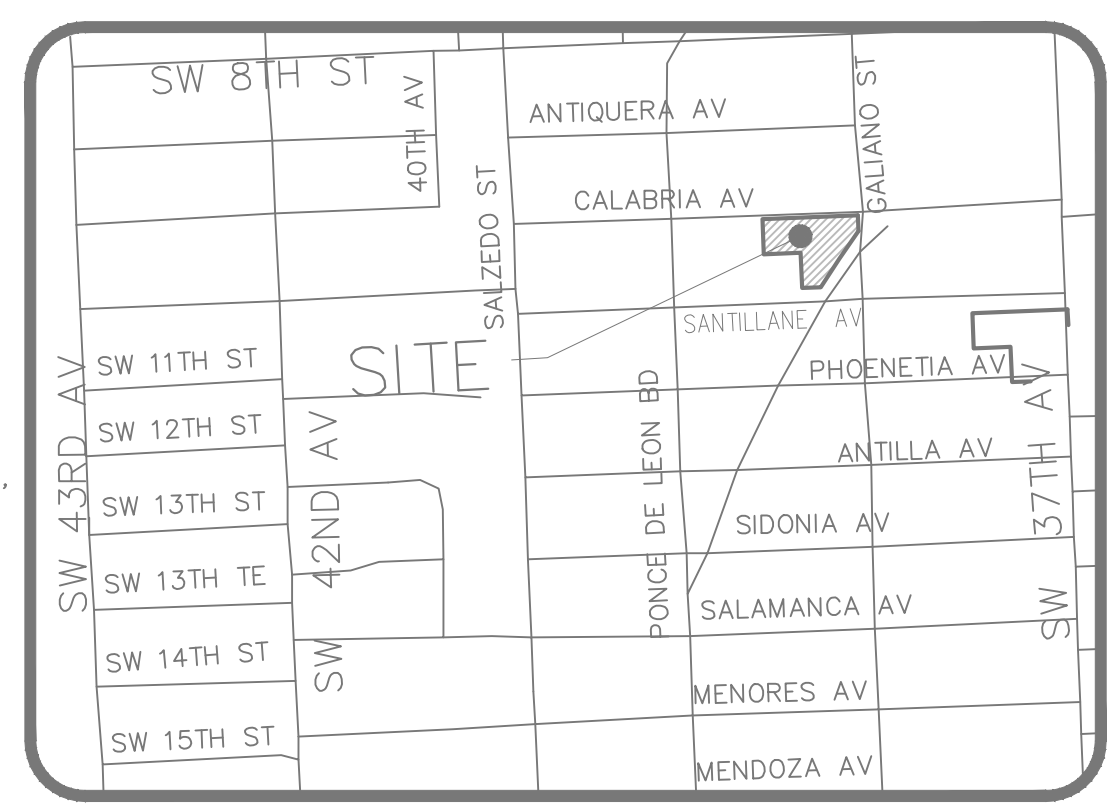 SW 8TH ST
40TH AV
ANTIQUERA AV
GALIANO ST
CALABRIA AV
SALZEDO ST
SANTILLANE AV
SITE
SW 11TH ST
PHOENETIA AV
SW 43RD AV
SW 12TH ST
SW 42ND AV
PONCE DE LEON BD
ANTILLA AV
SW 37TH AV
SW 13TH ST
SIDONIA AV
SW 13TH TE
SALAMANCA AV
SW 14TH ST
MENORES AV
SW 15TH ST
MENDOZA AV